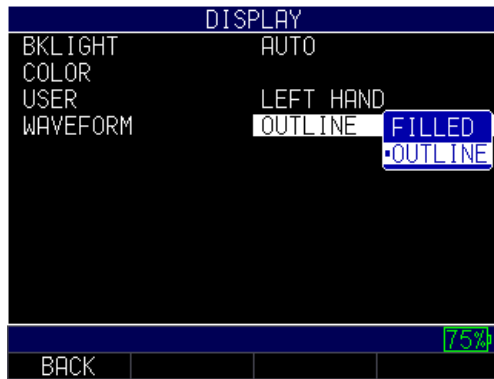 DISPLAY
BKLIGHT AUTO
COLOR
USER LEFT HAND
WAVEFORM OUTLINE FILLED
•OUTLINE
75%
BACK